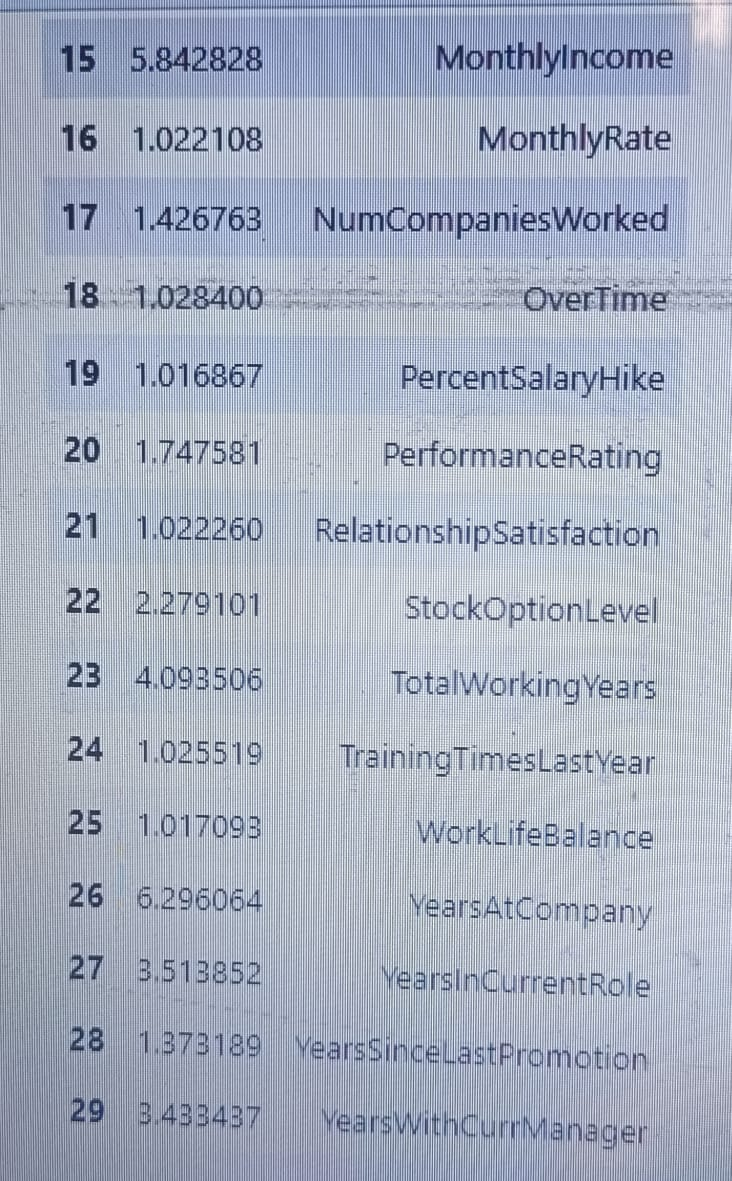 15 5.842828 MonthlyIncome
16 1.022108 MonthlyRate
17 1.426763 NumCompaniesWorked
18 1.028400 OverTime
19 1.016867 PercentSalaryHike
20 1.747581 PerformanceRating
21 1.022260 RelationshipSatisfaction
22 2.279101 StockOptionLevel
23 4.093506 TotalWorkingYears
24 1.025519 TrainingTimesLastYear
25 1.017093 WorkLifeBalance
26 6.296064 YearsAtCompany
27 3.513852 YearsInCurrentRole
28 1.373189 YearsSinceLastPromotion
29 3.433437 YearsWithCurrManager